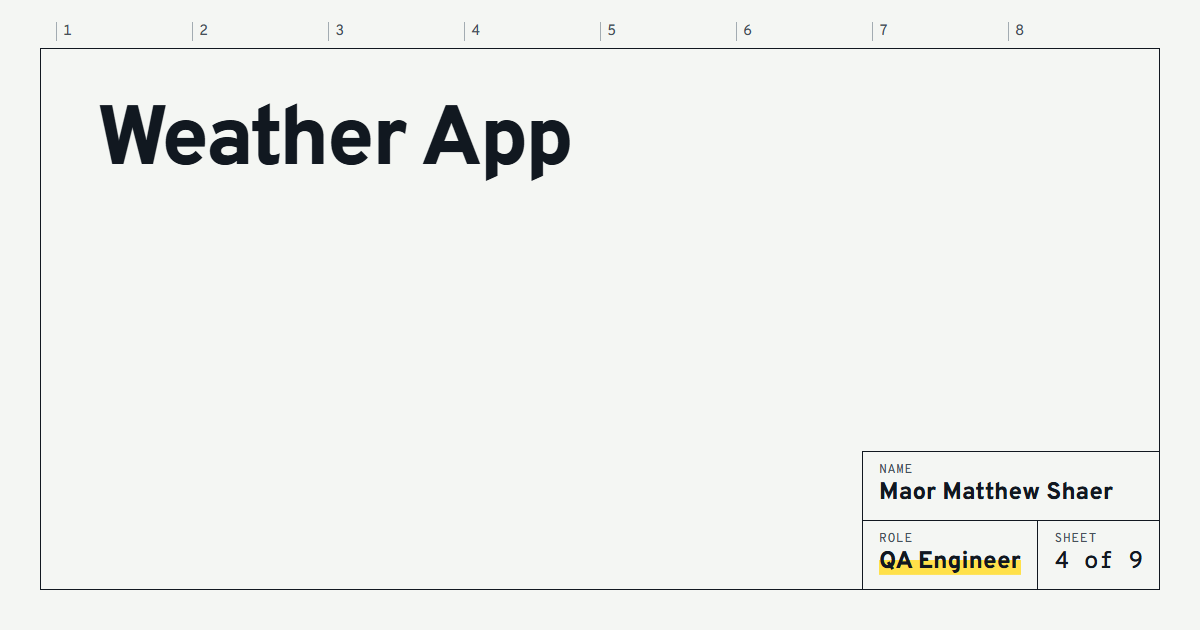 1 2 3 4 5 6 7 8
Weather App
NAME
Maor Matthew Shaer
ROLE
QA Engineer
SHEET
4 of 9